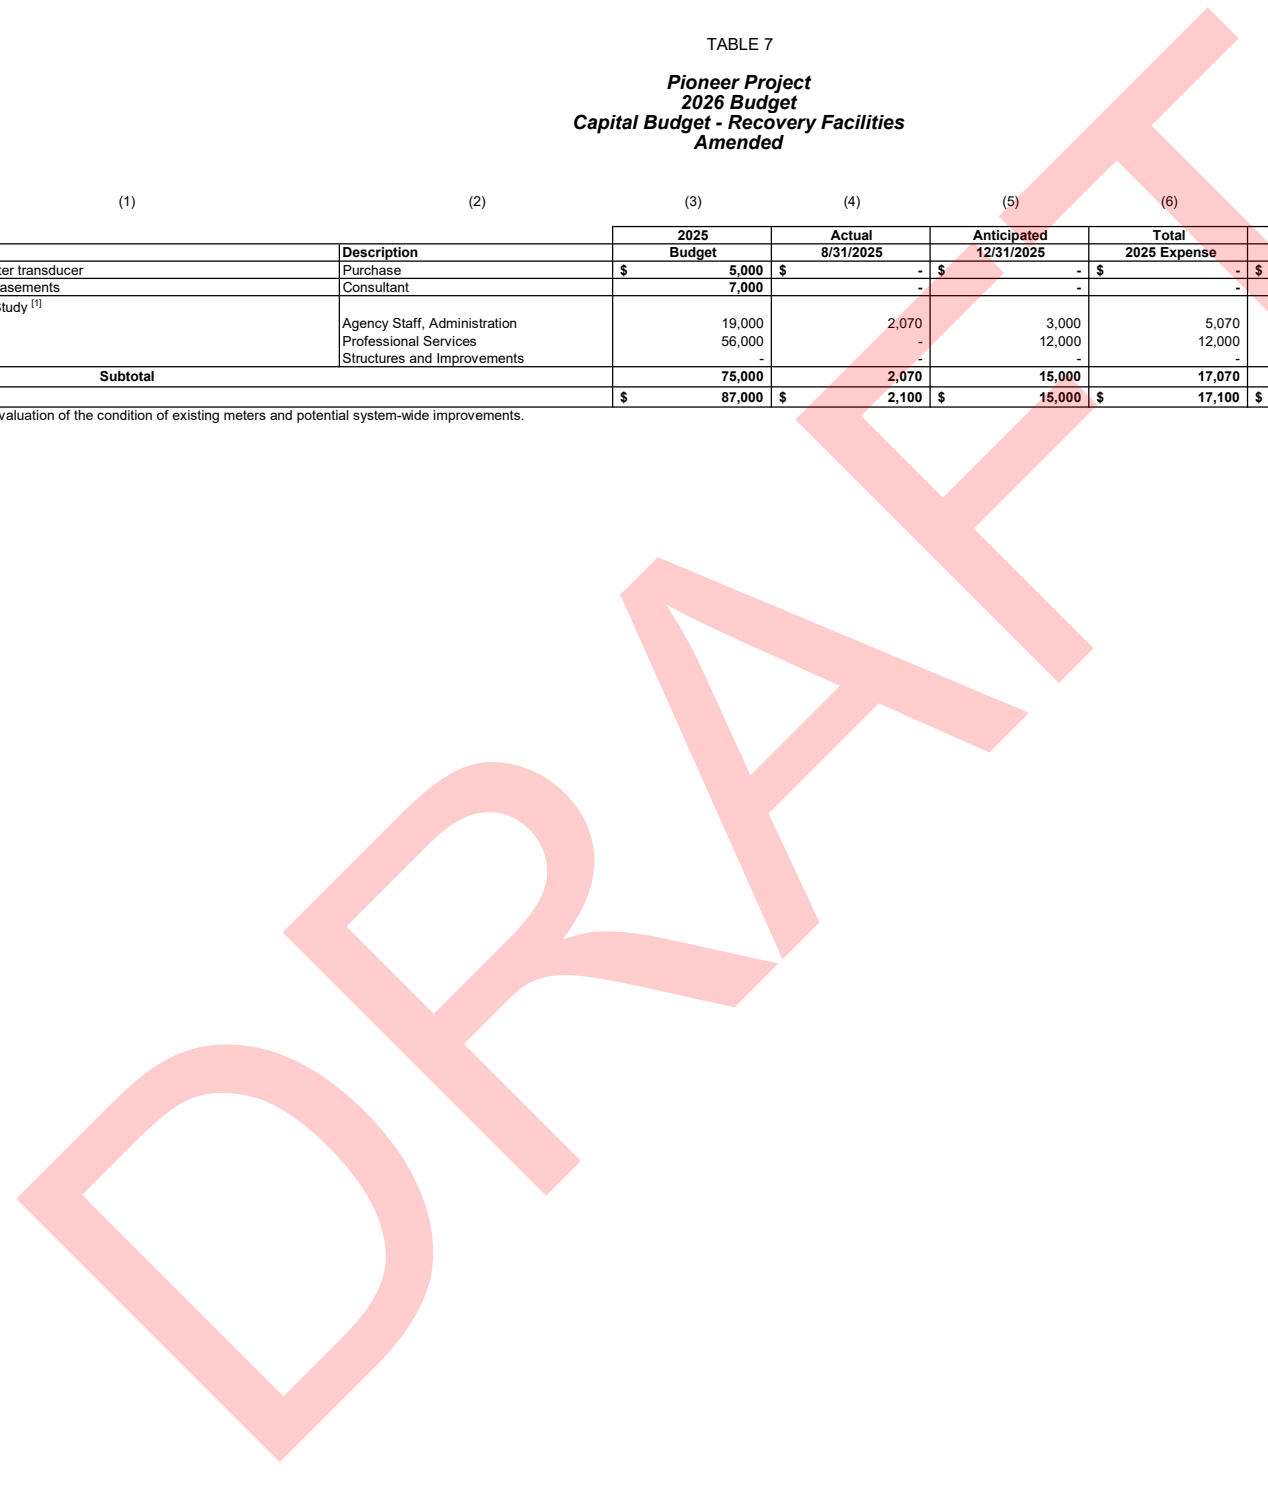 TABLE 7
Pioneer Project
2026 Budget
Capital Budget - Recovery Facilities
Amended
(1) (2) (3) (4) (5) (6)
2025 Actual Anticipated Total
Description Budget 8/31/2025 12/31/2025 2025 Expense
transducer Purchase $ 5,000 $ - $ - $ - $
Consultant 7,000 - - -
[1]
Agency Staff, Administration 19,000 2,070 3,000 5,070
Professional Services 56,000 - 12,000 12,000
Structures and Improvements - - - -
Subtotal 75,000 2,070 15,000 17,070
$ 87,000 $ 2,100 $ 15,000 $ 17,100 $
of the condition of existing meters and potential system-wide improvements.
DRAFT